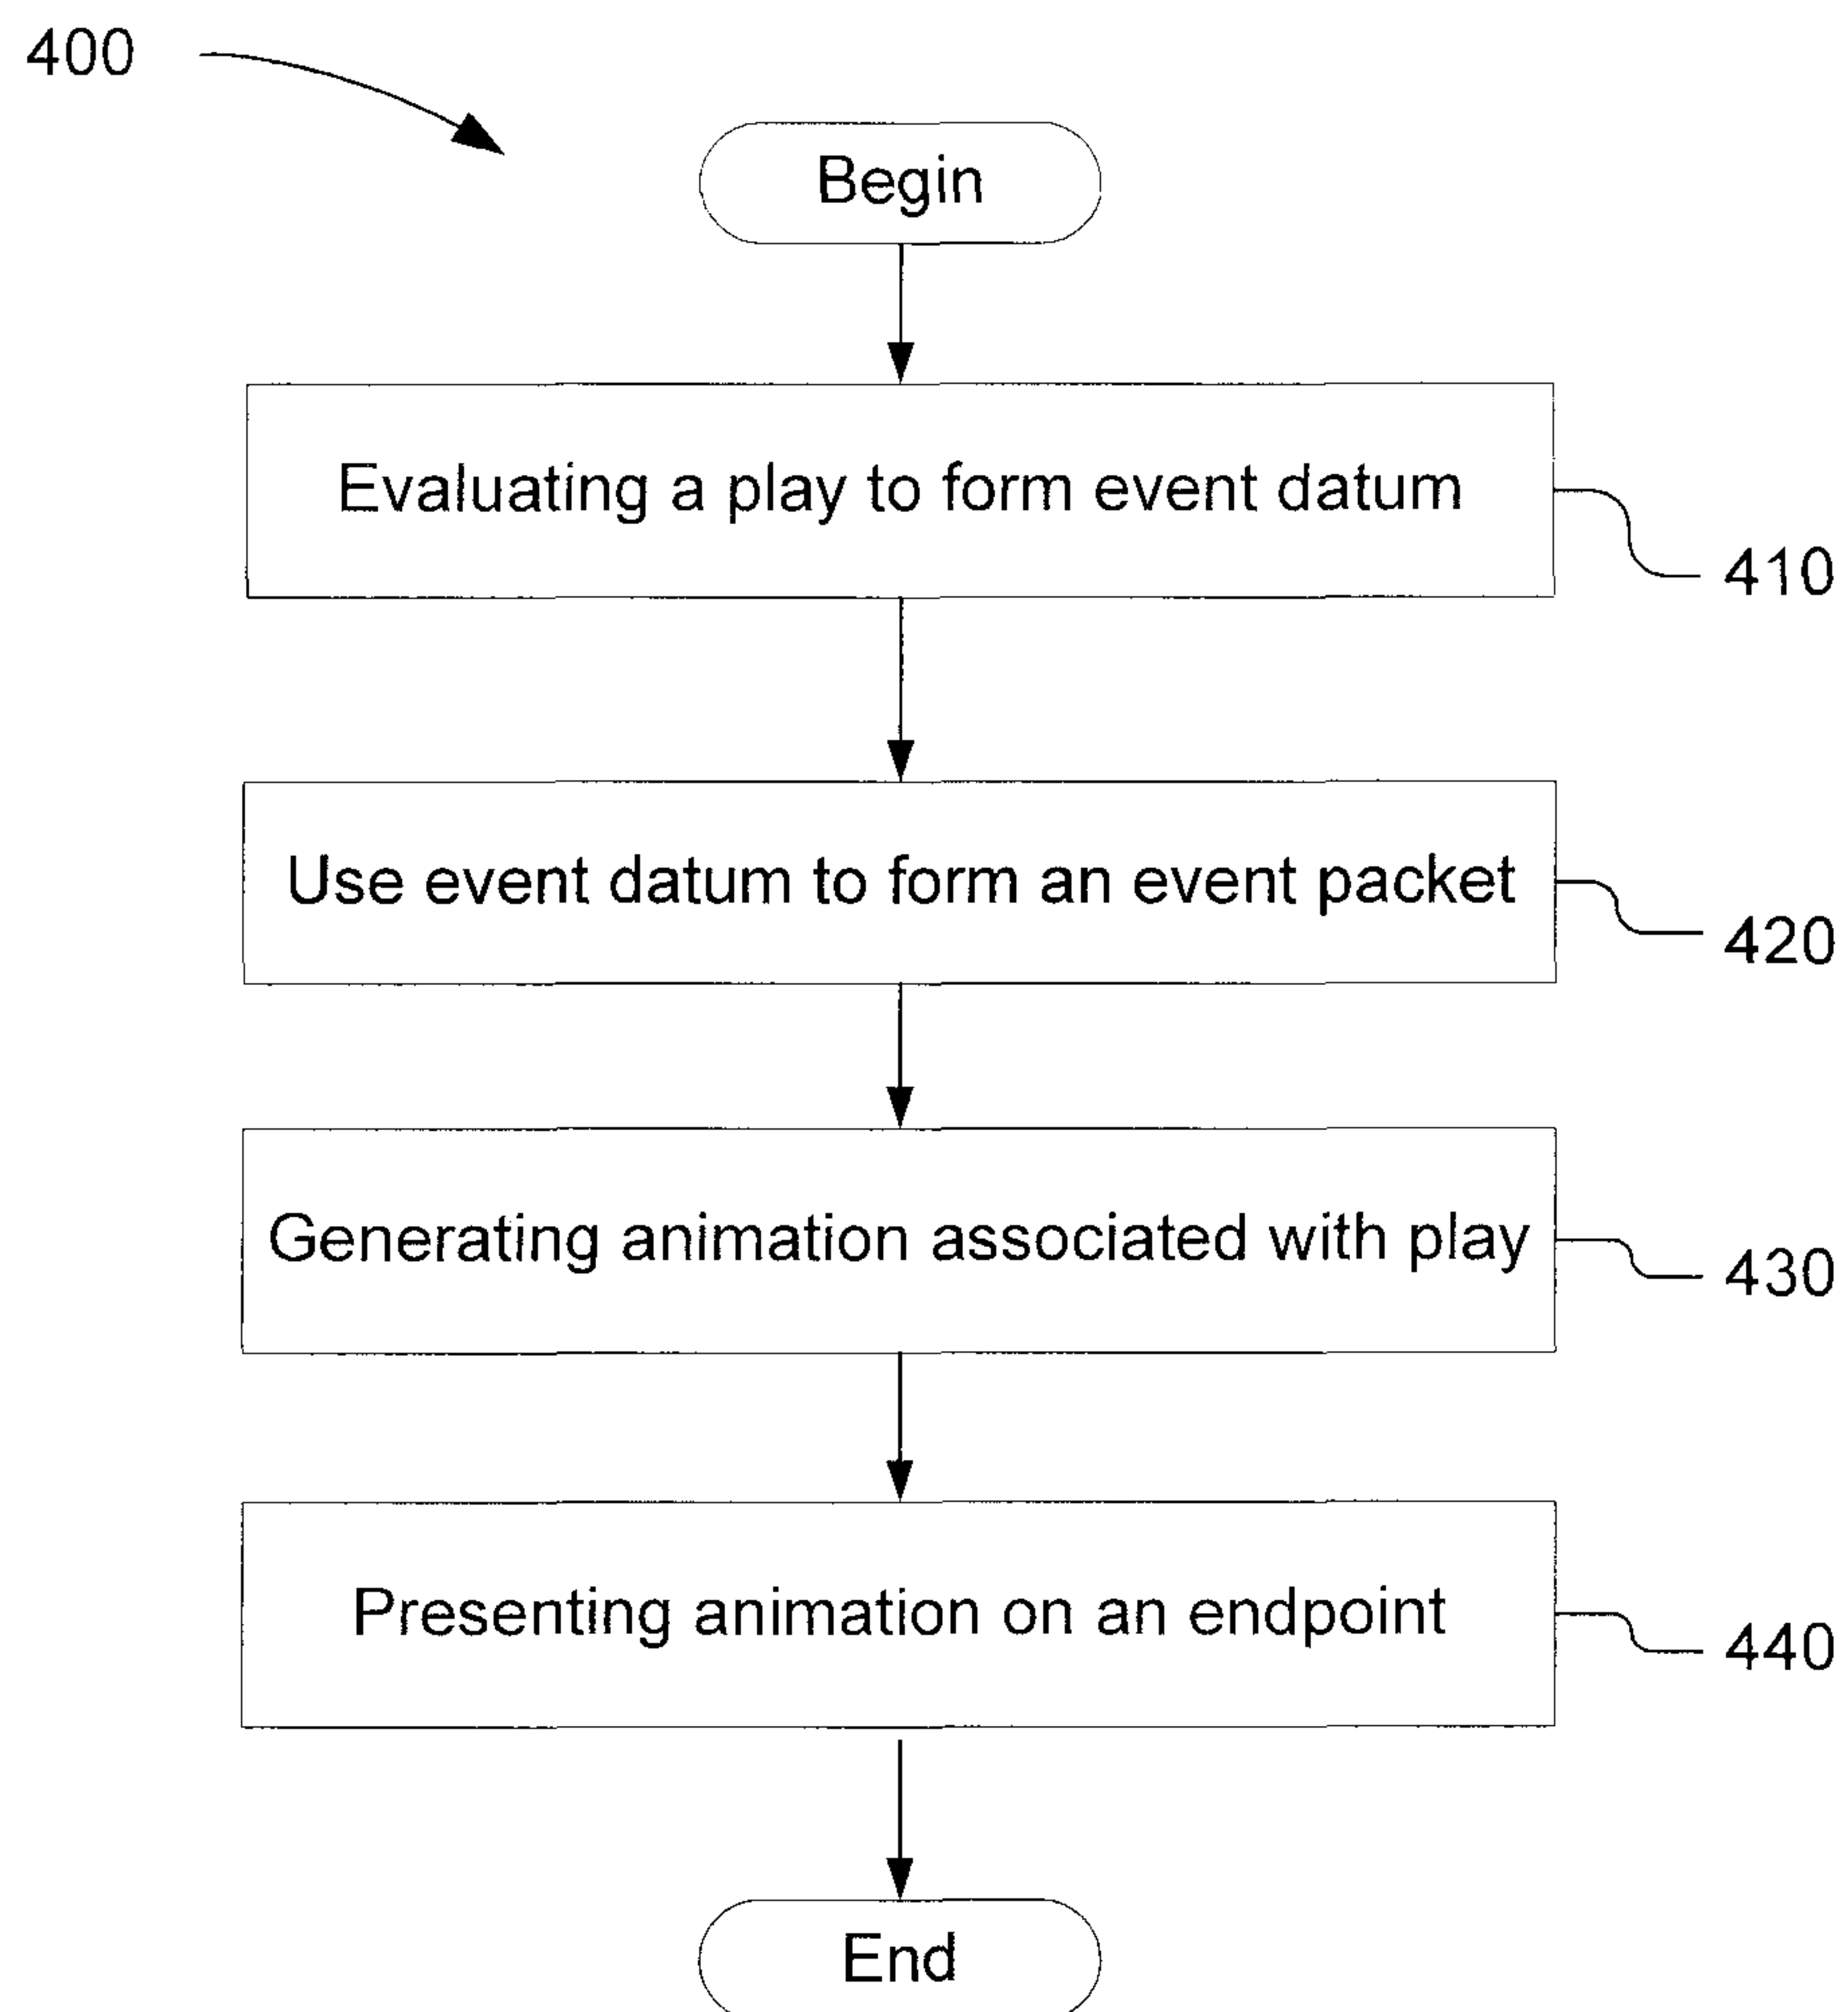 400
Begin
Evaluating a play to form event datum
410
Use event datum to form an event packet
420
Generating animation associated with play
430
Presenting animation on an endpoint
440
End